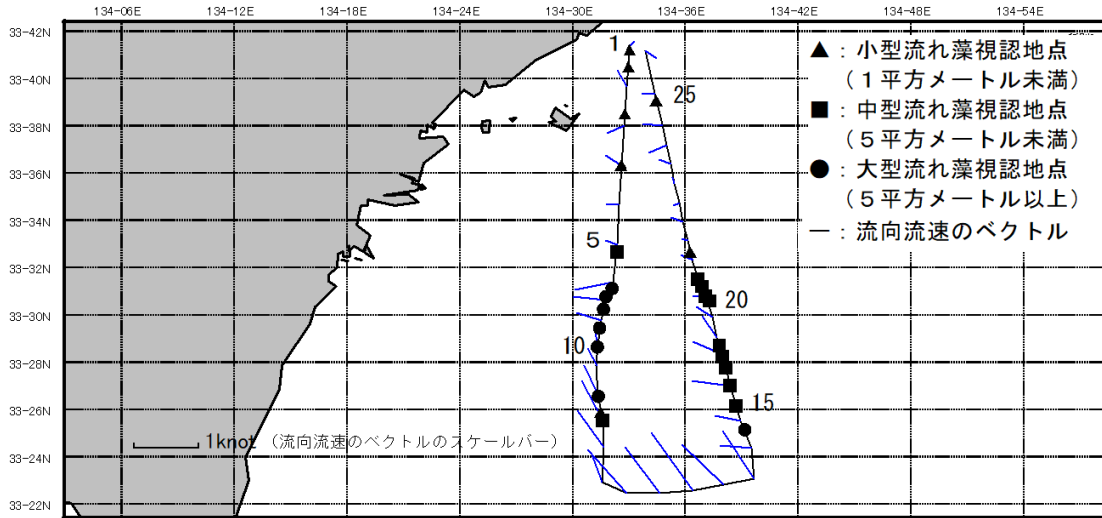 134-06E 134-12E 134-18E 134-24E 134-30E 134-36E 134-42E 134-48E 134-54E
33-42N
33-40N
33-38N
33-36N
33-34N
33-32N
33-30N
33-28N
33-26N
33-24N
33-22N
1
25
5
20
10
15
▲：小型流れ藻視認地点
（１平方メートル未満）
■：中型流れ藻視認地点
（５平方メートル未満）
●：大型流れ藻視認地点
（５平方メートル以上）
―：流向流速のベクトル
1knot （流向流速のベクトルのスケールバー）